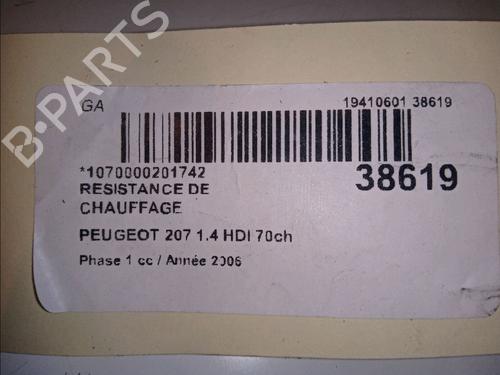 GA
19410601 38619
*1070000201742
38619
RESISTANCE DE
CHAUFFAGE
PEUGEOT 207 1.4 HDI 70ch
Phase 1 cc / Année 2006
B-PARTS